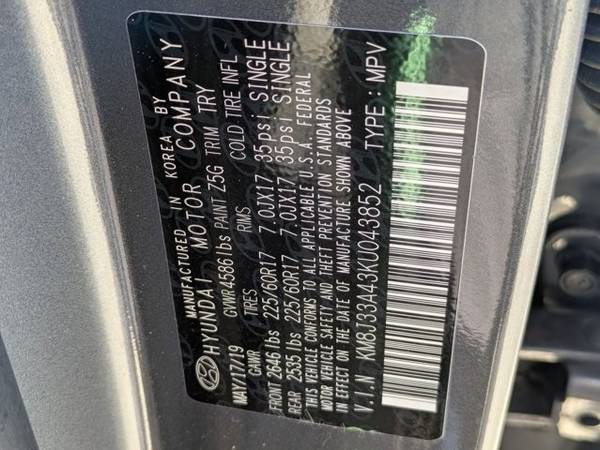 MANUFACTURED IN KOREA BY
HYUNDAI MOTOR COMPANY
MAY/17/19 GVWR 4586 lbs PAINT Z5G TRIM TRY
GAWR TIRES RIMS COLD TIRE INFL
FRONT 2646 lbs 225/60R17 7.0JX17 35psi SINGLE
REAR 2535 lbs 225/60R17 7.0JX17 35psi SINGLE
THIS VEHICLE CONFORMS TO ALL APPLICABLE U.S.A. FEDERAL
MOTOR VEHICLE SAFETY AND THEFT PREVENTION STANDARDS
IN EFFECT ON THE DATE OF MANUFACTURE SHOWN ABOVE
V.I.N : KM8J33A43KU043852 TYPE : MPV